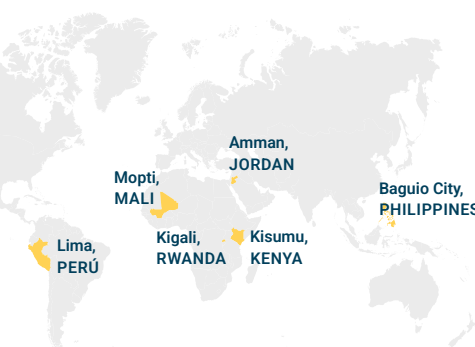 Amman,
JORDAN
Mopti,
MALI
Baguio City,
PHILIPPINES
Kigali,
RWANDA
Kisumu,
KENYA
Lima,
PERÚ